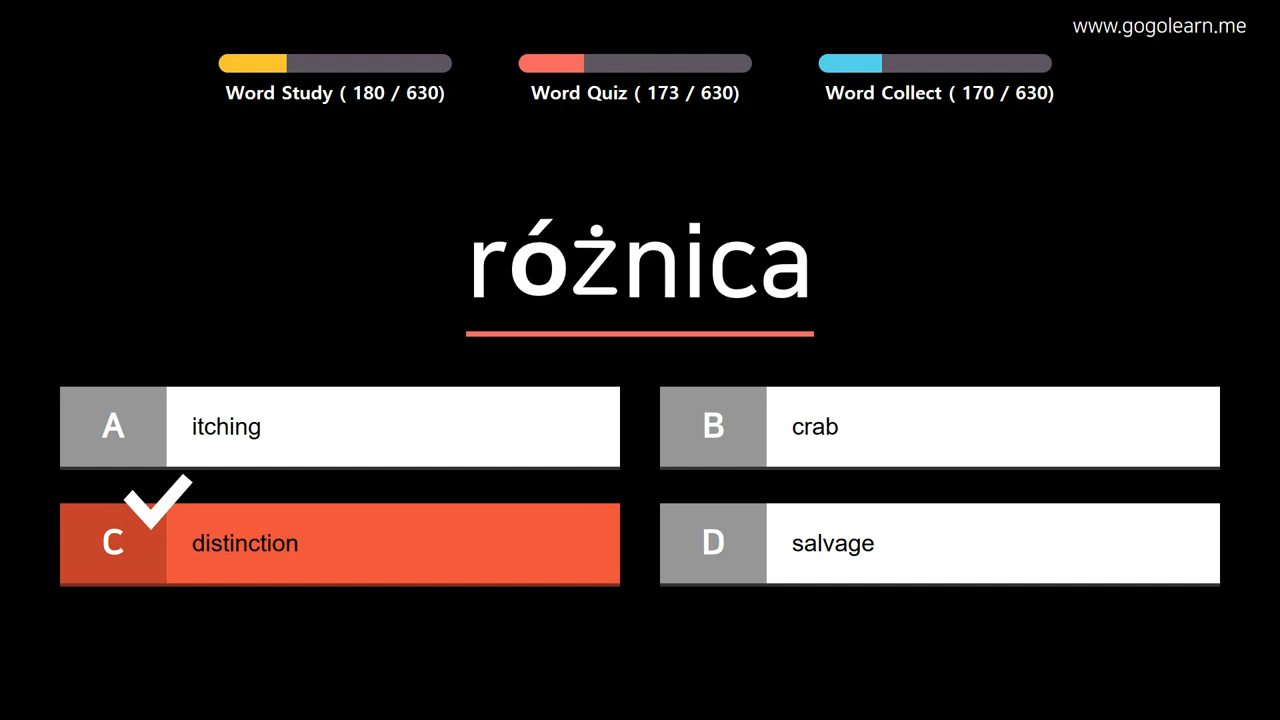 www.gogolearn.me
Word Study ( 180 / 630)
Word Quiz ( 173 / 630)
Word Collect ( 170 / 630)
różnica
A
itching
B
crab
C
distinction
D
salvage